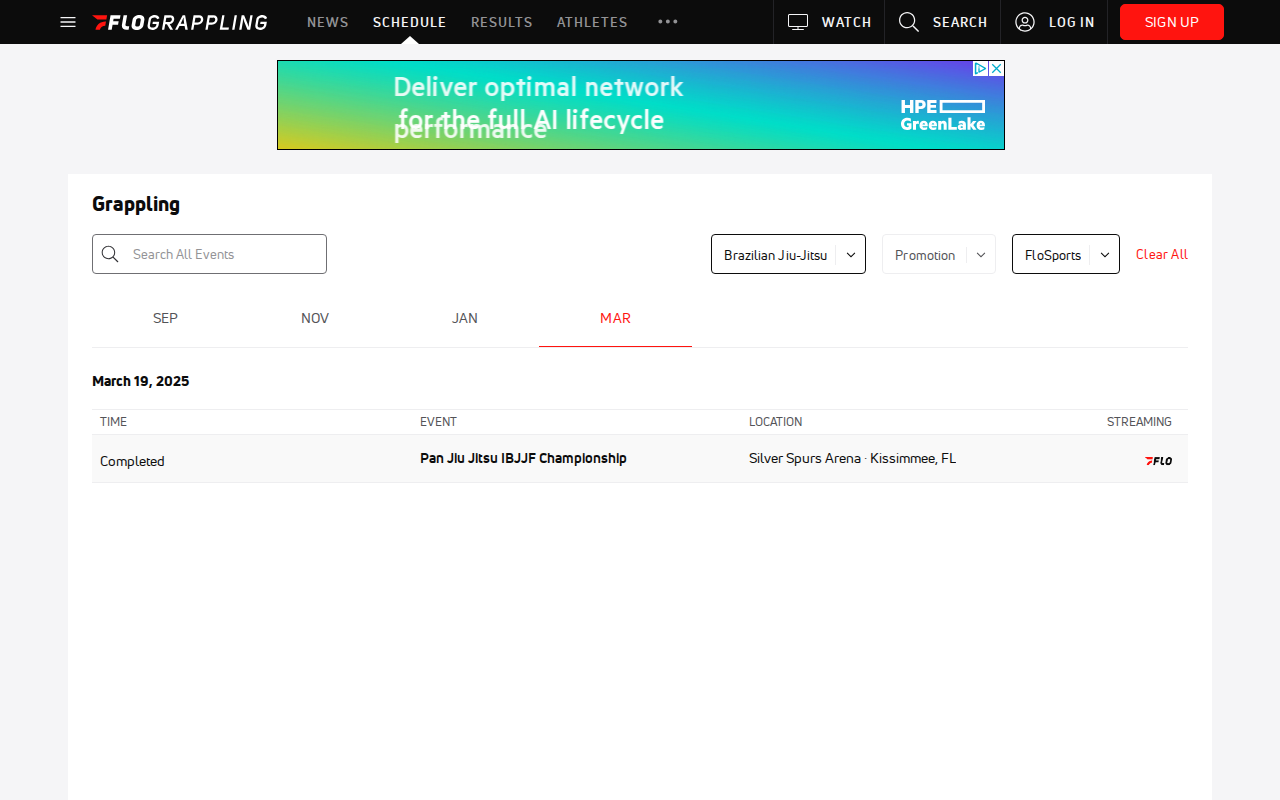 FLOGRAPPLING NEWS SCHEDULE RESULTS ATHLETES WATCH SEARCH LOG IN SIGN UP
Deliver optimal network
for the full AI lifecycle
performance
HPE
GreenLake
Grappling
Search All Events Brazilian Jiu-Jitsu Promotion FloSports Clear All
SEP NOV JAN MAR
March 19, 2025
TIME EVENT LOCATION STREAMING
Completed Pan Jiu Jitsu IBJJF Championship Silver Spurs Arena · Kissimmee, FL FLO